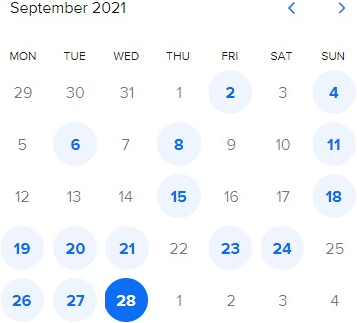 September 2021
MON TUE WED THU FRI SAT SUN
29 30 31 1 2 3 4
5 6 7 8 9 10 11
12 13 14 15 16 17 18
19 20 21 22 23 24 25
26 27 28 1 2 3 4